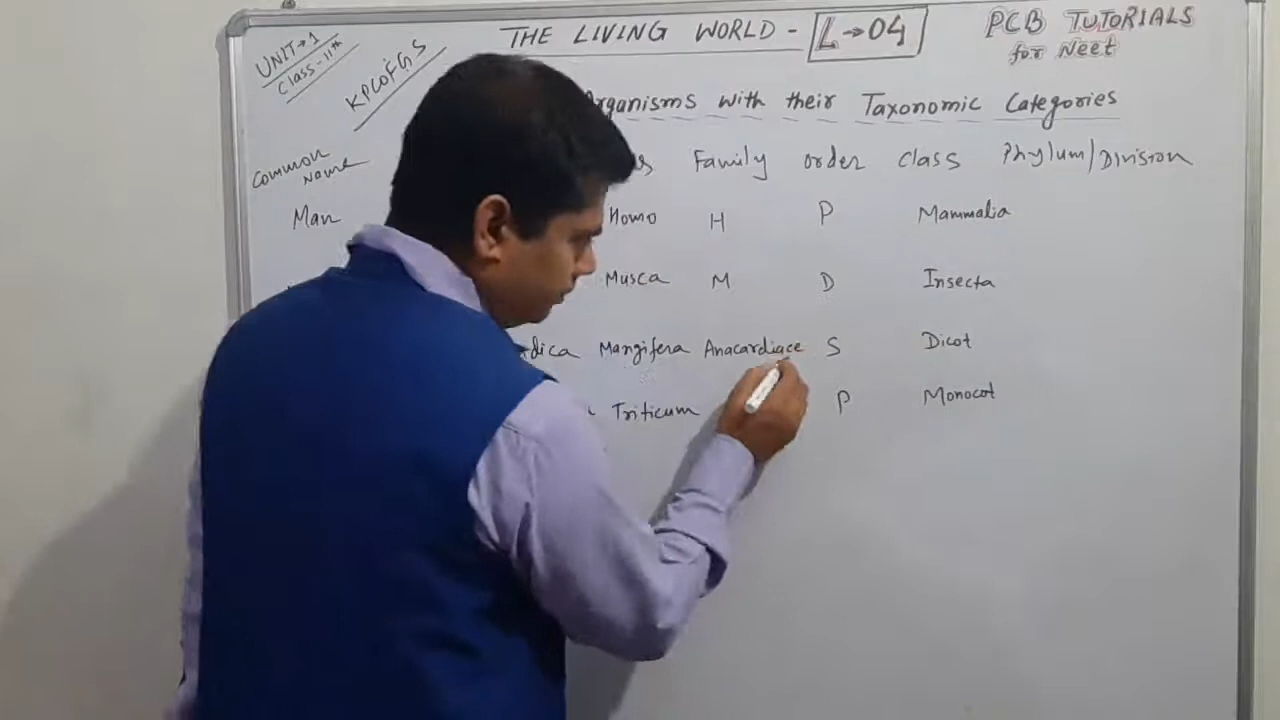 THE LIVING WORLD - L→04
PCB TUTORIALS
for Neet
UNIT→1
Class-11th
KPCOFGS
Organisms with their Taxonomic Categories
Common Name Family order class Phylum/Division
Man Homo H P Mammalia
Musca M D Insecta
dica Mangifera Anacardiace S Dicot
Triticum P Monocot